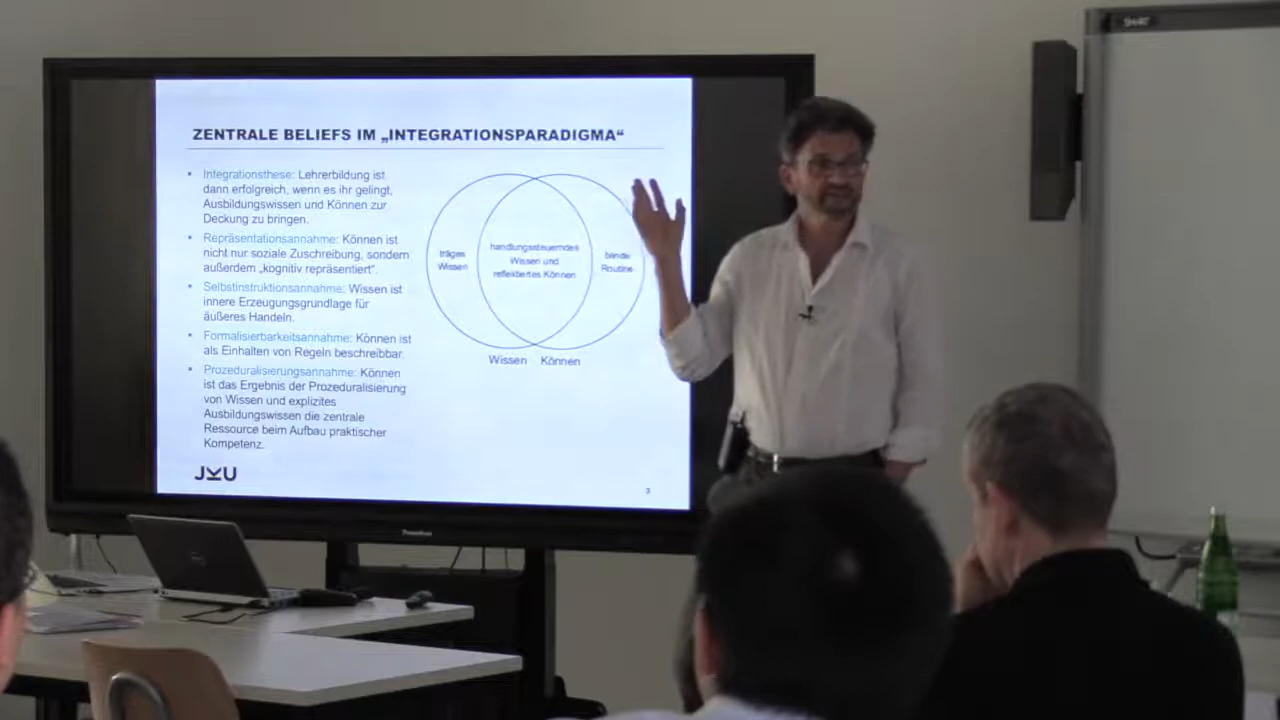 ZENTRALE BELIEFS IM „INTEGRATIONSPARADIGMA“
Integrationsthese: Lehrerbildung ist
dann erfolgreich, wenn es ihr gelingt,
Ausbildungswissen und Können zur
Deckung zu bringen.
Repräsentationsannahme: Können ist
nicht nur soziale Zuschreibung, sondern
außerdem „kognitiv repräsentiert“.
Selbstinstruktionsannahme: Wissen ist
innere Erzeugungsgrundlage für
äußeres Handeln.
Formalisierbarkeitsannahme: Können ist
als Einhalten von Regeln beschreibbar.
Prozeduralisierungsannahme: Können
ist das Ergebnis der Prozeduralisierung
von Wissen und explizites
Ausbildungswissen die zentrale
Ressource beim Aufbau praktischer
Kompetenz.
träges
Wissen
handlungssteuerndes
Wissen und
reflektiertes Können
blinde
Routine
Wissen Können
JKU
3
SMART
DELL
Promethean